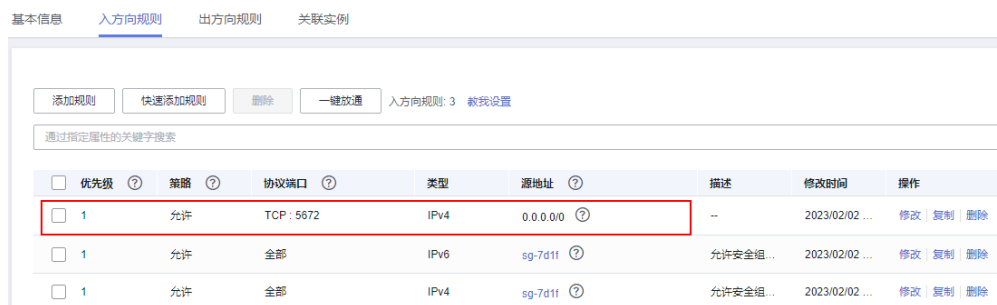 基本信息 入方向规则 出方向规则 关联实例
添加规则 快速添加规则 删除 一键放通 入方向规则: 3 教我设置
通过指定属性的关键字搜索
优先级 策略 协议端口 类型 源地址 描述 修改时间 操作
1 允许 TCP : 5672 IPv4 0.0.0.0/0 -- 2023/02/02 ... 修改 复制 删除
1 允许 全部 IPv6 sg-7d1f 允许安全组... 2023/02/02 ... 修改 复制 删除
1 允许 全部 IPv4 sg-7d1f 允许安全组... 2023/02/02 ... 修改 复制 删除